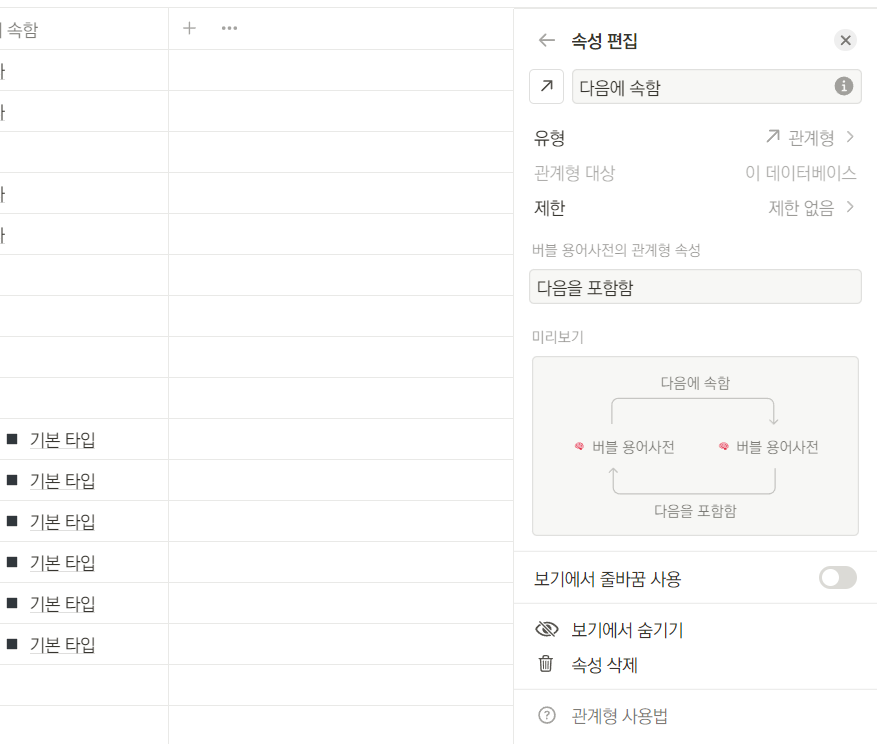 속함
속성 편집
다음에 속함
유형 관계형
관계형 대상 이 데이터베이스
제한 제한 없음
버블 용어사전의 관계형 속성
다음을 포함함
미리보기
다음에 속함
버블 용어사전 버블 용어사전
다음을 포함함
보기에서 줄바꿈 사용
보기에서 숨기기
속성 삭제
관계형 사용법
기본 타입
기본 타입
기본 타입
기본 타입
기본 타입
기본 타입